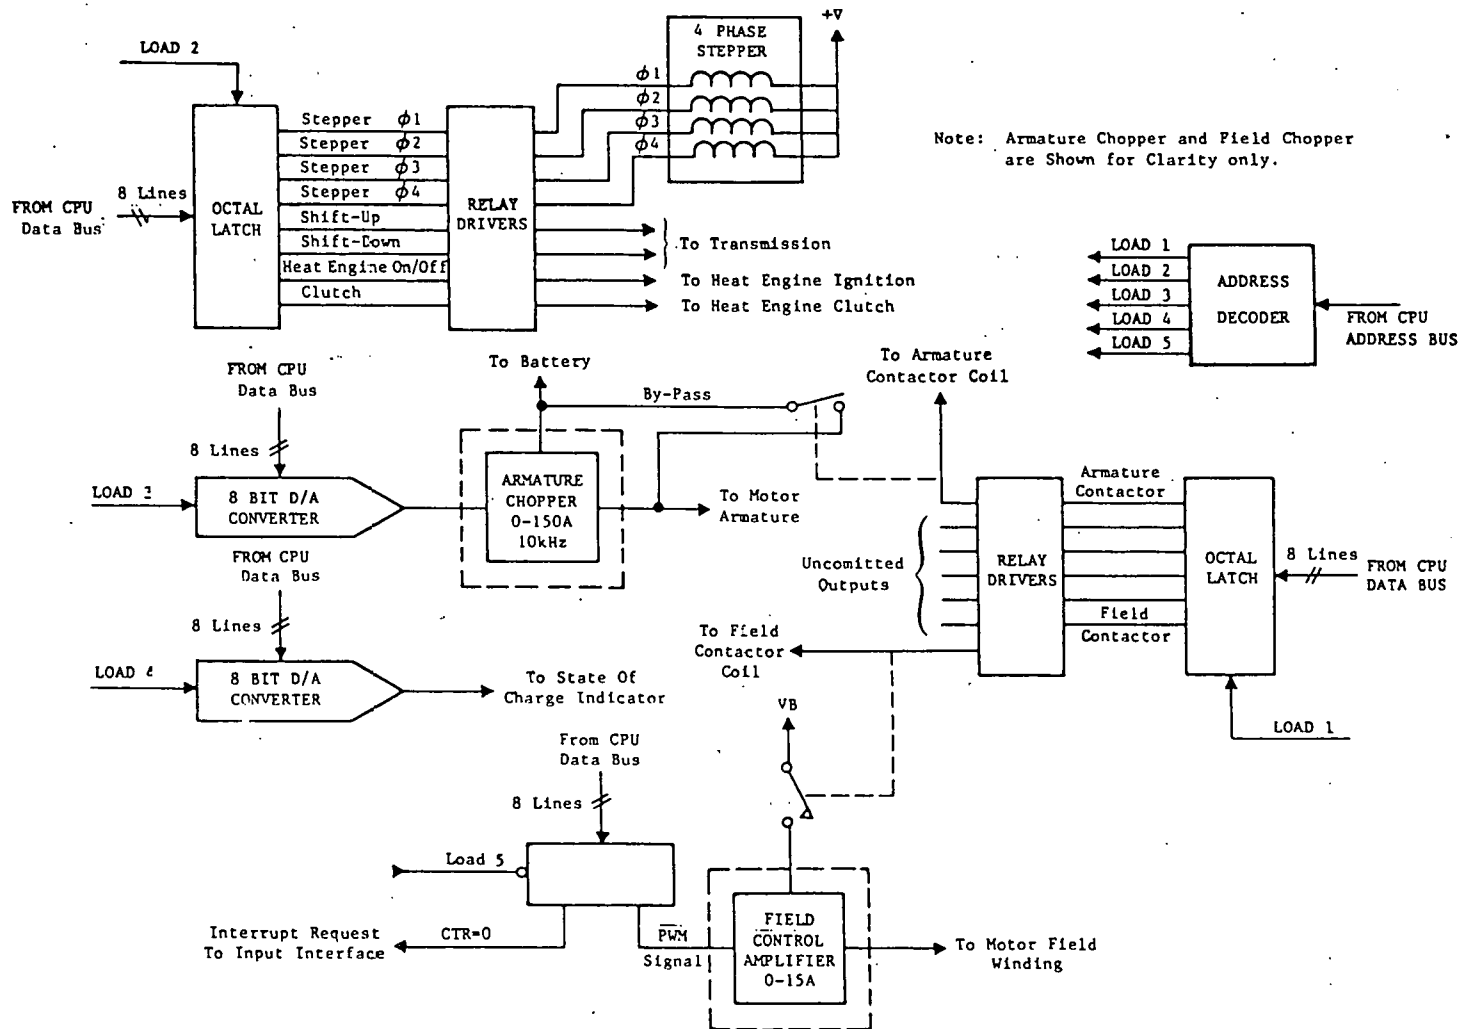 LOAD 2
+V
4 PHASE
STEPPER
ϕ1
ϕ2
ϕ3
ϕ4
Stepper ϕ1
Stepper ϕ2
Stepper ϕ3
Stepper ϕ4
Shift-Up
Shift-Down
Heat Engine On/Off
Clutch
8 Lines
FROM CPU
Data Bus
OCTAL
LATCH
RELAY
DRIVERS
To Transmission
To Heat Engine Ignition
To Heat Engine Clutch
Note: Armature Chopper and Field Chopper
are Shown for Clarity only.
LOAD 1
LOAD 2
LOAD 3
LOAD 4
LOAD 5
ADDRESS
DECODER
FROM CPU
ADDRESS BUS
FROM CPU
Data Bus
8 Lines
LOAD 3
8 BIT D/A
CONVERTER
To Battery
By-Pass
ARMATURE
CHOPPER
0-150A
10kHz
To Motor
Armature
To Armature
Contactor Coil
Armature
Contactor
Uncomitted
Outputs
RELAY
DRIVERS
OCTAL
LATCH
8 Lines
FROM CPU
DATA BUS
Field
Contactor
LOAD 1
FROM CPU
Data Bus
8 Lines
LOAD
8 BIT D/A
CONVERTER
To State Of
Charge Indicator
To Field
Contactor
Coil
VB
From CPU
Data Bus
8 Lines
Load 5
Interrupt Request
To Input Interface
CTR=0
PWM
Signal
FIELD
CONTROL
AMPLIFIER
0-15A
To Motor Field
Winding